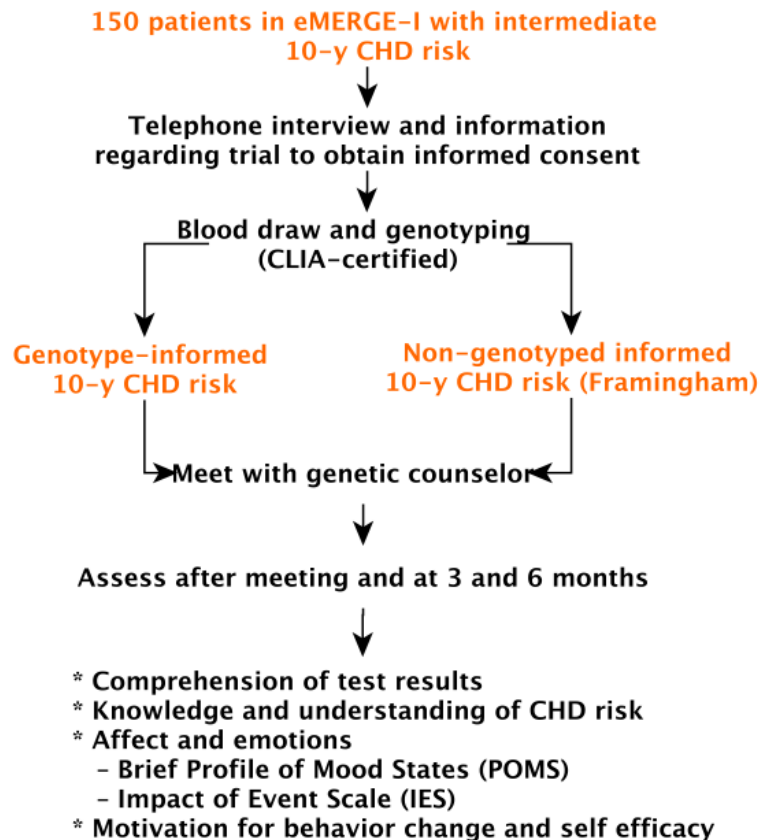 150 patients in eMERGE-I with intermediate
10-y CHD risk
Telephone interview and information
regarding trial to obtain informed consent
Blood draw and genotyping
(CLIA-certified)
Genotype-informed
10-y CHD risk
Non-genotyped informed
10-y CHD risk (Framingham)
Meet with genetic counselor
Assess after meeting and at 3 and 6 months
* Comprehension of test results
* Knowledge and understanding of CHD risk
* Affect and emotions
- Brief Profile of Mood States (POMS)
- Impact of Event Scale (IES)
* Motivation for behavior change and self efficacy